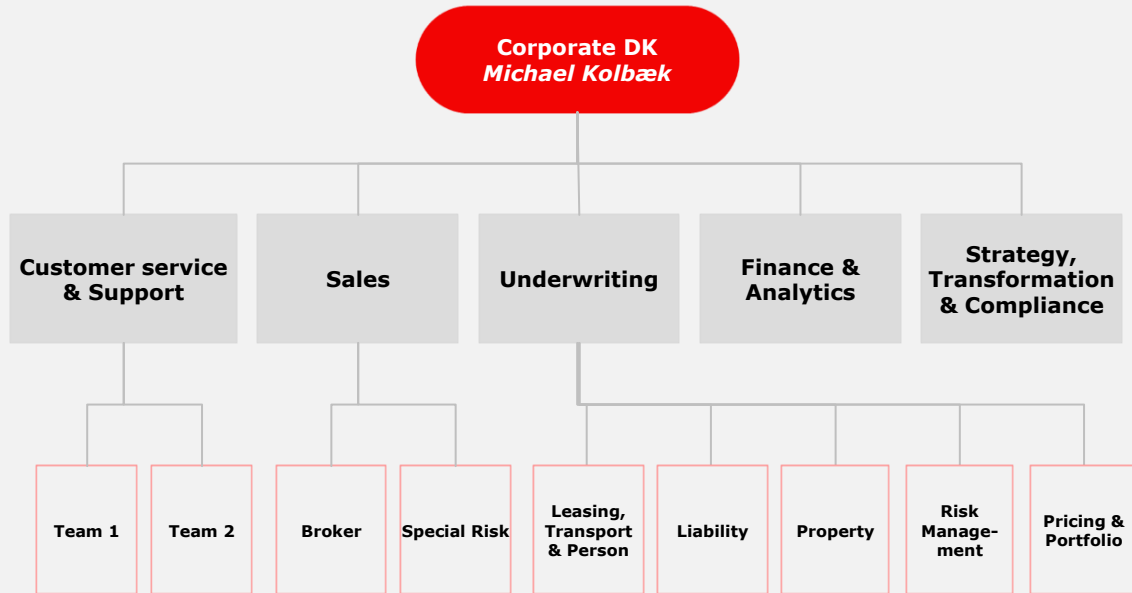 Corporate DK
Michael Kolbæk
Customer service
& Support
Sales
Underwriting
Finance &
Analytics
Strategy,
Transformation
& Compliance
Team 1
Team 2
Broker
Special Risk
Leasing,
Transport
& Person
Liability
Property
Risk
Manage-
ment
Pricing &
Portfolio